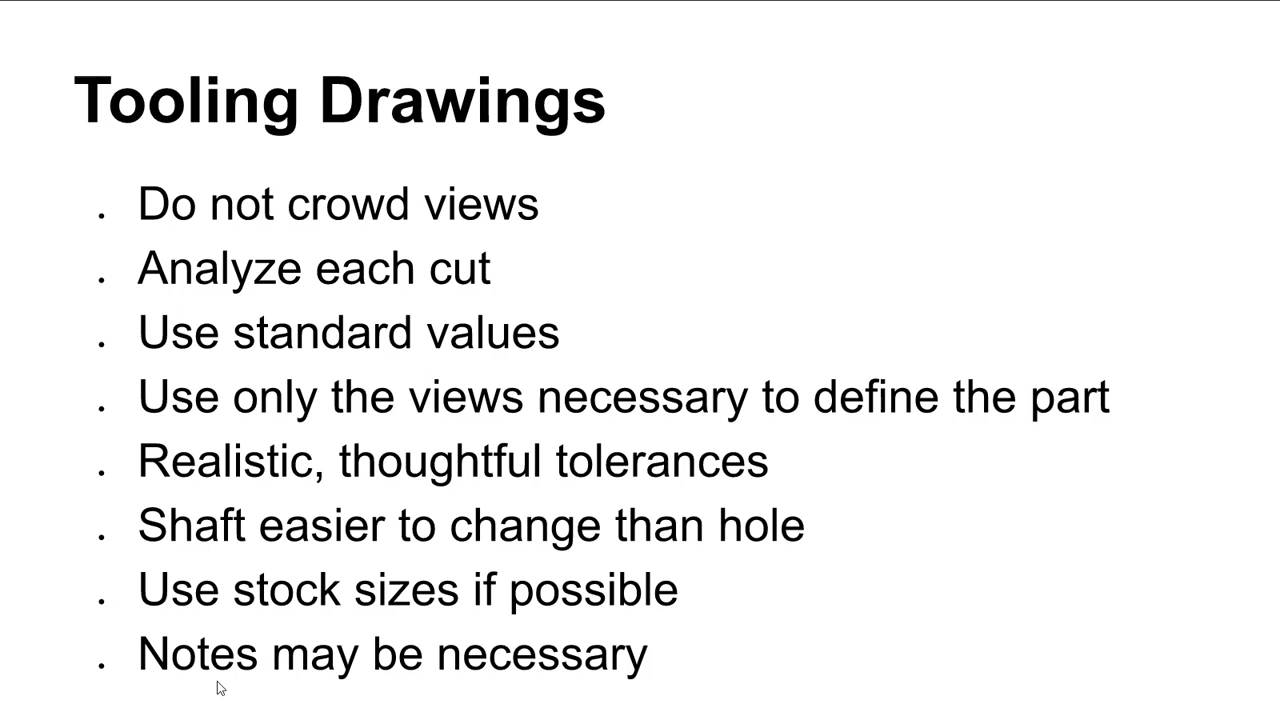 Tooling Drawings
. Do not crowd views
. Analyze each cut
. Use standard values
. Use only the views necessary to define the part
. Realistic, thoughtful tolerances
. Shaft easier to change than hole
. Use stock sizes if possible
. Notes may be necessary